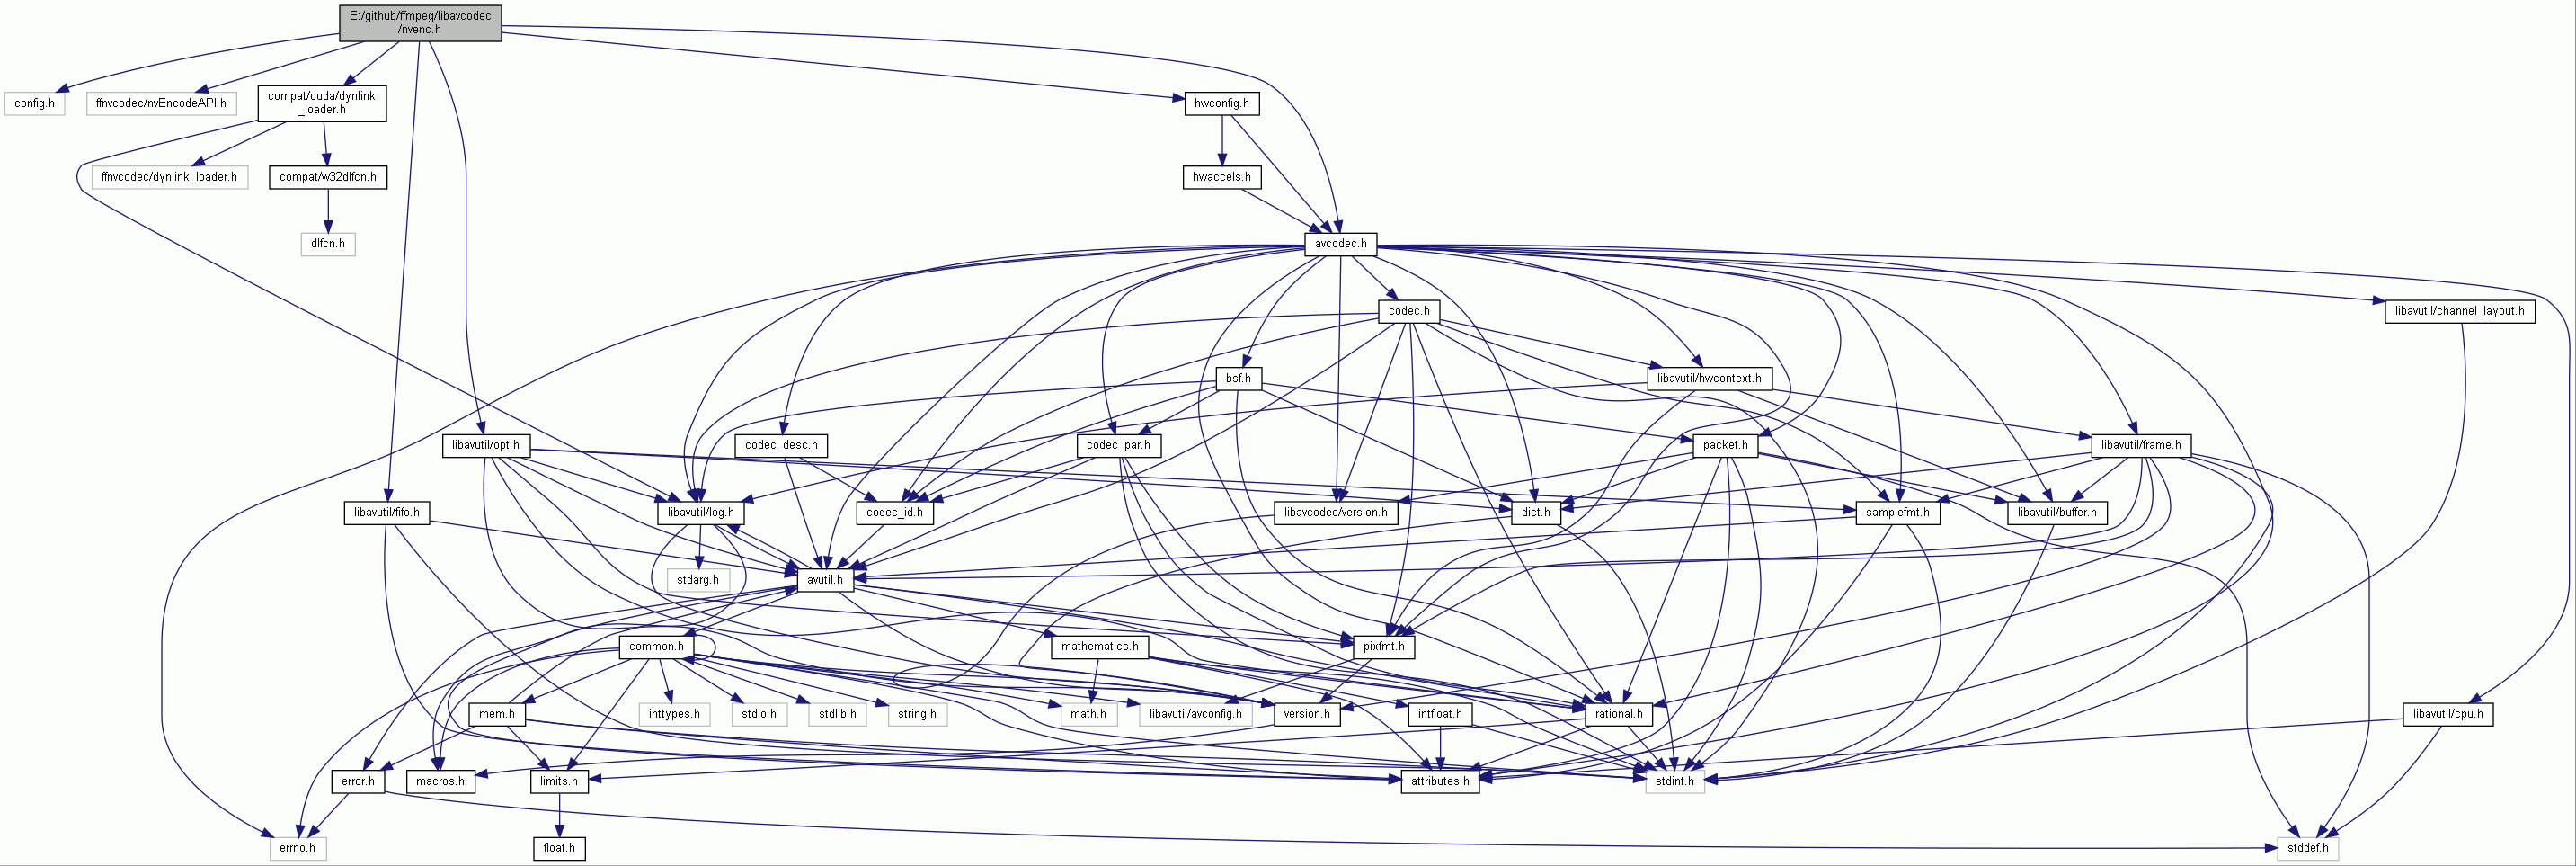 E:/github/ffmpeg/libavcodec
/nvenc.h
config.h
ffnvcodec/nvEncodeAPI.h
compat/cuda/dynlink
_loader.h
hwconfig.h
ffnvcodec/dynlink_loader.h
compat/w32dlfcn.h
hwaccels.h
dlfcn.h
avcodec.h
codec.h
libavutil/channel_layout.h
bsf.h
libavutil/hwcontext.h
libavutil/opt.h
codec_desc.h
codec_par.h
packet.h
libavutil/frame.h
libavutil/fifo.h
libavutil/log.h
codec_id.h
libavcodec/version.h
dict.h
samplefmt.h
libavutil/buffer.h
stdarg.h
avutil.h
common.h
mathematics.h
pixfmt.h
mem.h
inttypes.h
stdio.h
stdlib.h
string.h
math.h
libavutil/avconfig.h
version.h
intfloat.h
rational.h
libavutil/cpu.h
error.h
macros.h
limits.h
attributes.h
stdint.h
errno.h
float.h
stddef.h